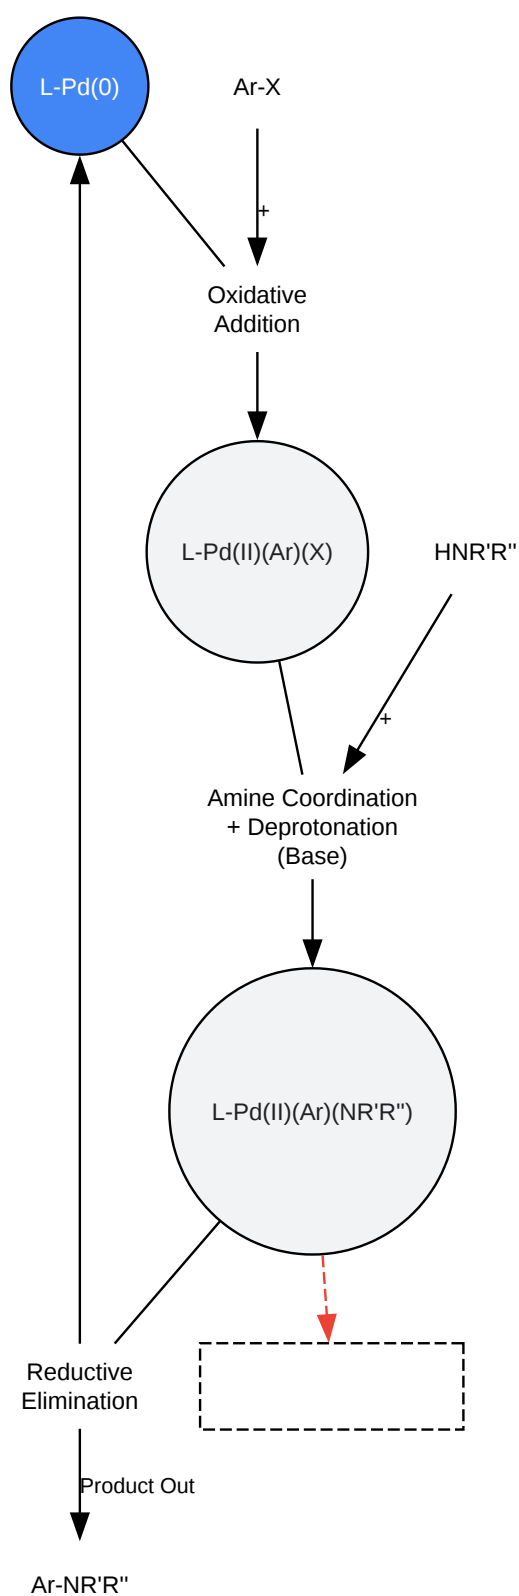 L-Pd(0)
Ar-X
+
Oxidative
Addition
L-Pd(II)(Ar)(X)
HNR'R"
+
Amine Coordination
+ Deprotonation
(Base)
L-Pd(II)(Ar)(NR'R")
Reductive
Elimination
Product Out
Ar-NR'R"